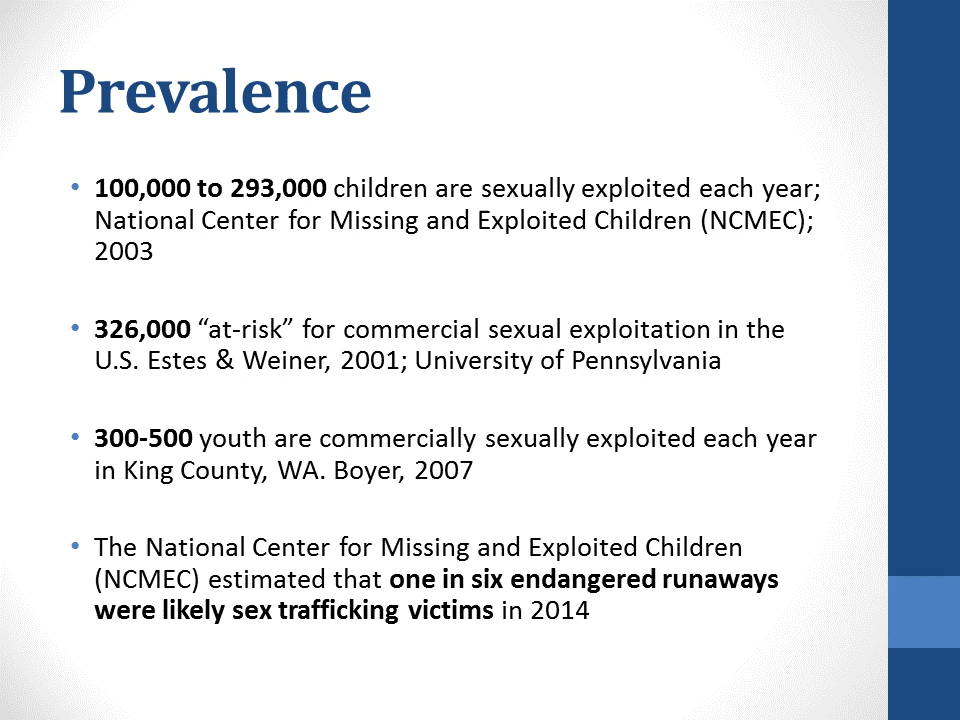 Prevalence
• 100,000 to 293,000 children are sexually exploited each year;
National Center for Missing and Exploited Children (NCMEC);
2003
• 326,000 “at-risk” for commercial sexual exploitation in the
U.S. Estes & Weiner, 2001; University of Pennsylvania
• 300-500 youth are commercially sexually exploited each year
in King County, WA. Boyer, 2007
• The National Center for Missing and Exploited Children
(NCMEC) estimated that one in six endangered runaways
were likely sex trafficking victims in 2014